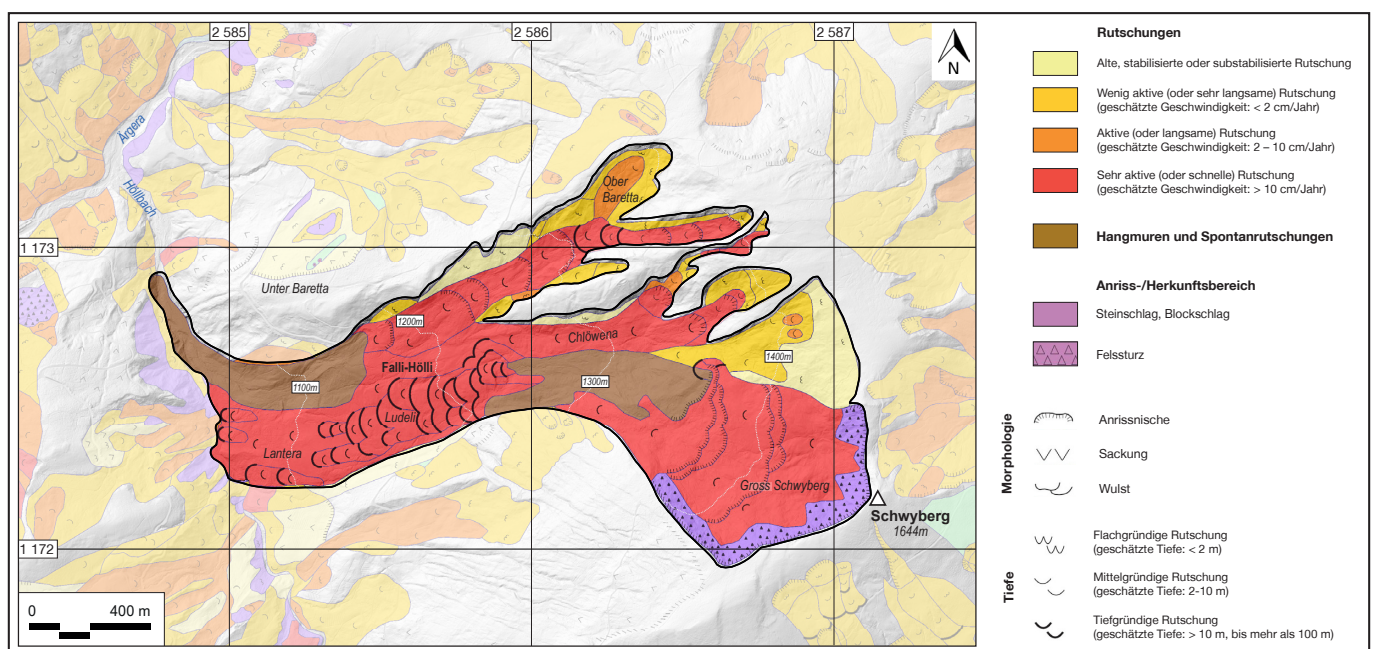 2 585
2 586
2 587
N
Ärgera
Höllbach
Ober
Baretta
1 173
Unter Baretta
1200m
Chlöwena
1400m
Falli-Hölli
1100m
1300m
Ludeli
Lantera
Gross Schwyberg
Schwyberg
1644m
1 172
0 400 m
Rutschungen
Alte, stabilisierte oder substabilisierte Rutschung
Wenig aktive (oder sehr langsame) Rutschung
(geschätzte Geschwindigkeit: < 2 cm/Jahr)
Aktive (oder langsame) Rutschung
(geschätzte Geschwindigkeit: 2 – 10 cm/Jahr)
Sehr aktive (oder schnelle) Rutschung
(geschätzte Geschwindigkeit: > 10 cm/Jahr)
Hangmuren und Spontanrutschungen
Anriss-/Herkunftsbereich
Steinschlag, Blockschlag
Felssturz
Morphologie
Anrissnische
Sackung
Wulst
Tiefe
Flachgründige Rutschung
(geschätzte Tiefe: < 2 m)
Mittelgründige Rutschung
(geschätzte Tiefe: 2-10 m)
Tiefgründige Rutschung
(geschätzte Tiefe: > 10 m, bis mehr als 100 m)